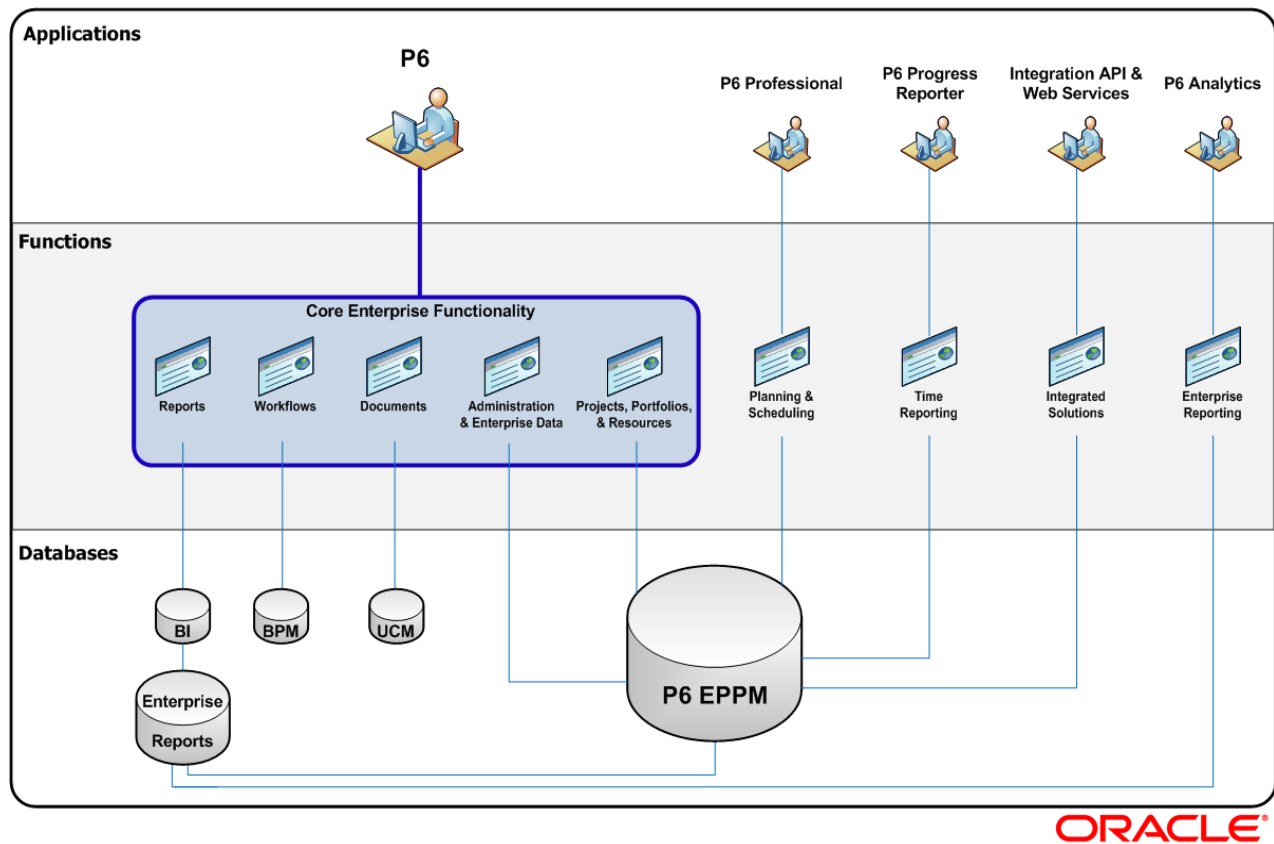 Applications
P6
P6 Professional
P6 Progress
Reporter
Integration API &
Web Services
P6 Analytics
Functions
Core Enterprise Functionality
Reports
Workflows
Documents
Administration
& Enterprise Data
Projects, Portfolios,
& Resources
Planning &
Scheduling
Time
Reporting
Integrated
Solutions
Enterprise
Reporting
Databases
BI
BPM
UCM
Enterprise
Reports
P6 EPPM
ORACLE®